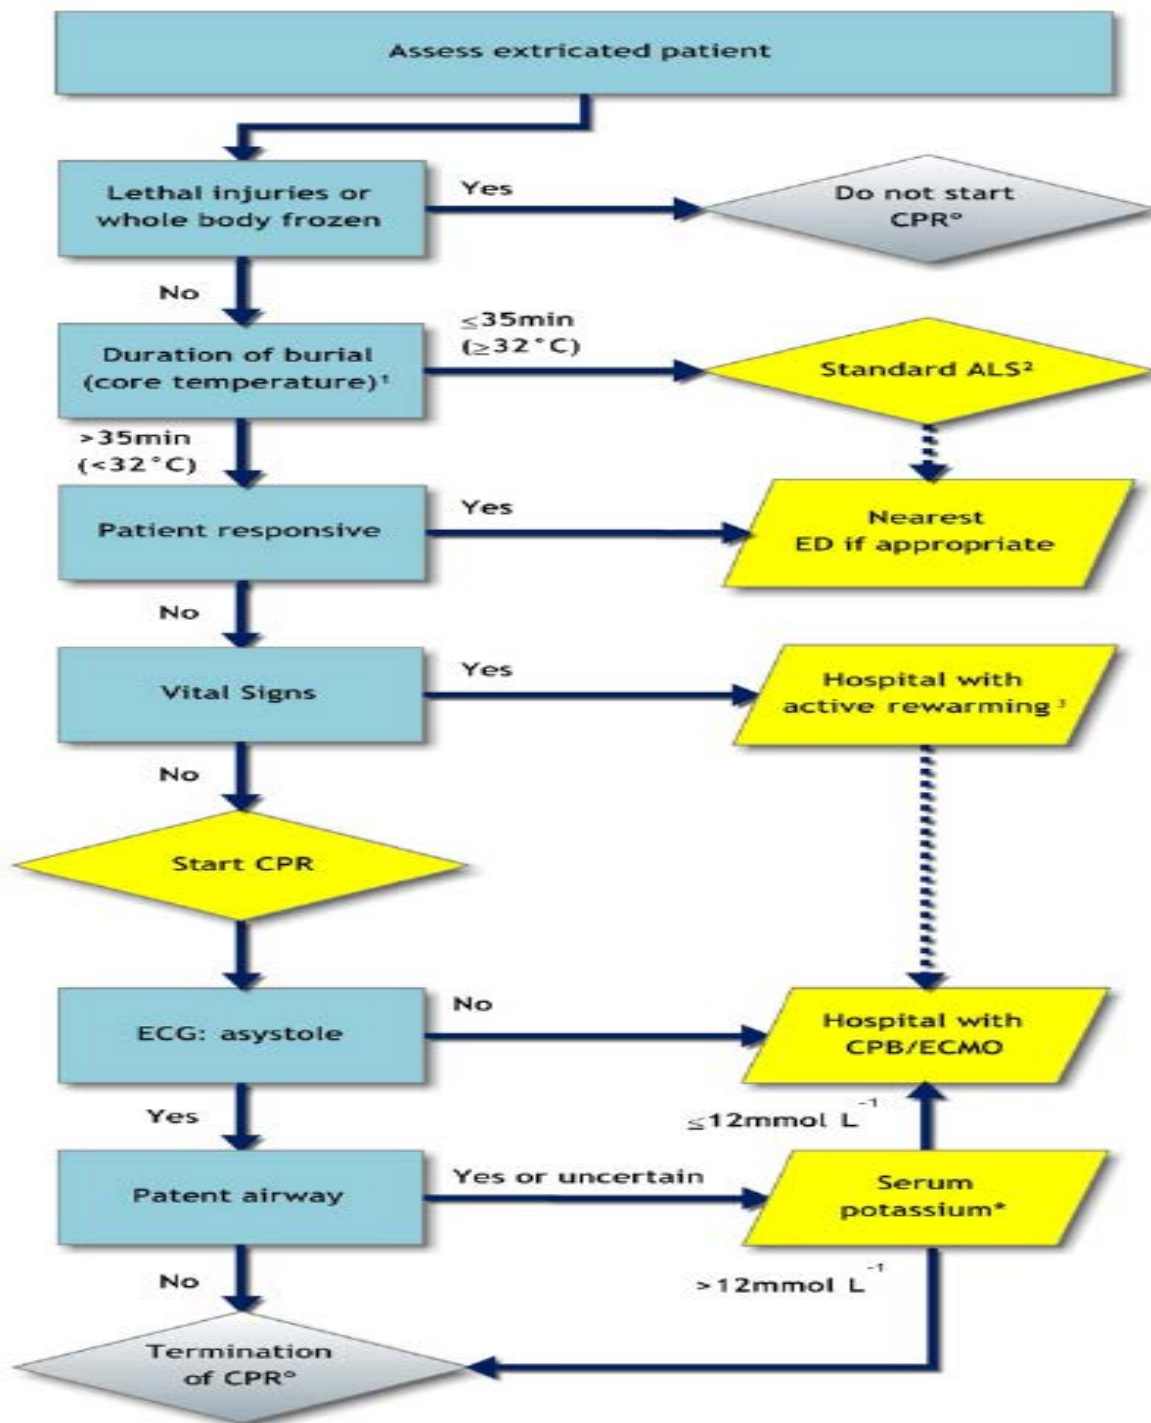 Assess extricated patient
Lethal injuries or
whole body frozen
Yes
Do not start
CPR°
No
Duration of burial
(core temperature)¹
≤35min
(≥32°C)
Standard ALS²
>35min
(<32°C)
Patient responsive
Yes
Nearest
ED if appropriate
No
Vital Signs
Yes
Hospital with
active rewarming³
No
Start CPR
ECG: asystole
No
Hospital with
CPB/ECMO
Yes
≤12mmol L⁻¹
Patent airway
Yes or uncertain
Serum
potassium*
No
>12mmol L⁻¹
Termination
of CPR°